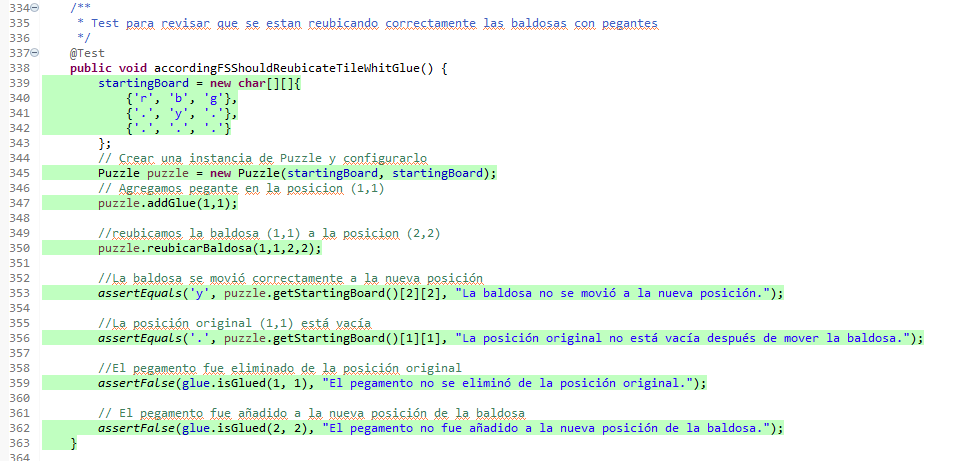 334 /**
335 * Test para revisar que se estan reubicando correctamente las baldosas con pegantes
336 */
337 @Test
338 public void accordingFSShouldReubicateTileWhitGlue() {
339 startingBoard = new char[][]{
340 {'r', 'b', 'g'},
341 {'.', 'y', '.'},
342 {'.', '.', '.'}
343 };
344 // Crear una instancia de Puzzle y configurarlo
345 Puzzle puzzle = new Puzzle(startingBoard, startingBoard);
346 // Agregamos pegante en la posicion (1,1)
347 puzzle.addGlue(1,1);
348
349 //reubicamos la baldosa (1,1) a la posicion (2,2)
350 puzzle.reubicarBaldosa(1,1,2,2);
351
352 //La baldosa se movió correctamente a la nueva posición
353 assertEquals('y', puzzle.getStartingBoard()[2][2], "La baldosa no se movió a la nueva posición.");
354
355 //La posición original (1,1) está vacía
356 assertEquals('.', puzzle.getStartingBoard()[1][1], "La posición original no está vacía después de mover la baldosa.");
357
358 //El pegamento fue eliminado de la posición original
359 assertFalse(glue.isGlued(1, 1), "El pegamento no se eliminó de la posición original.");
360
361 // El pegamento fue añadido a la nueva posición de la baldosa
362 assertFalse(glue.isGlued(2, 2), "El pegamento no fue añadido a la nueva posición de la baldosa.");
363 }
364